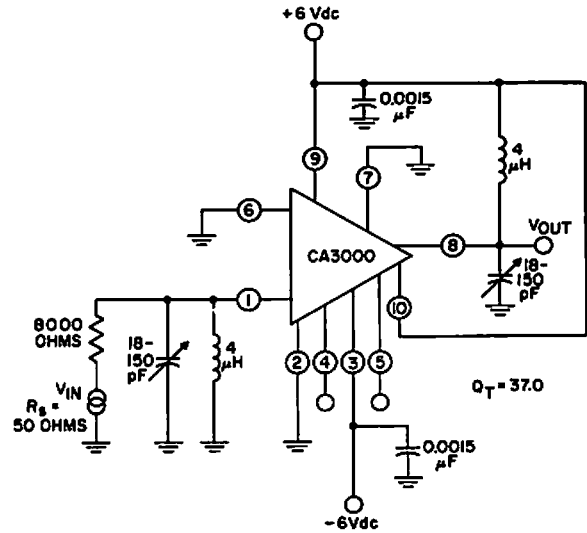 +6 Vdc
0.0015
µF
4
µH
9
7
6
8
VOUT
CA3000
18-
150
pF
10
1
8000
OHMS
18-
150
pF
4
µH
2
4
3
5
VIN
RS =
50 OHMS
QT = 37.0
0.0015
µF
-6Vdc